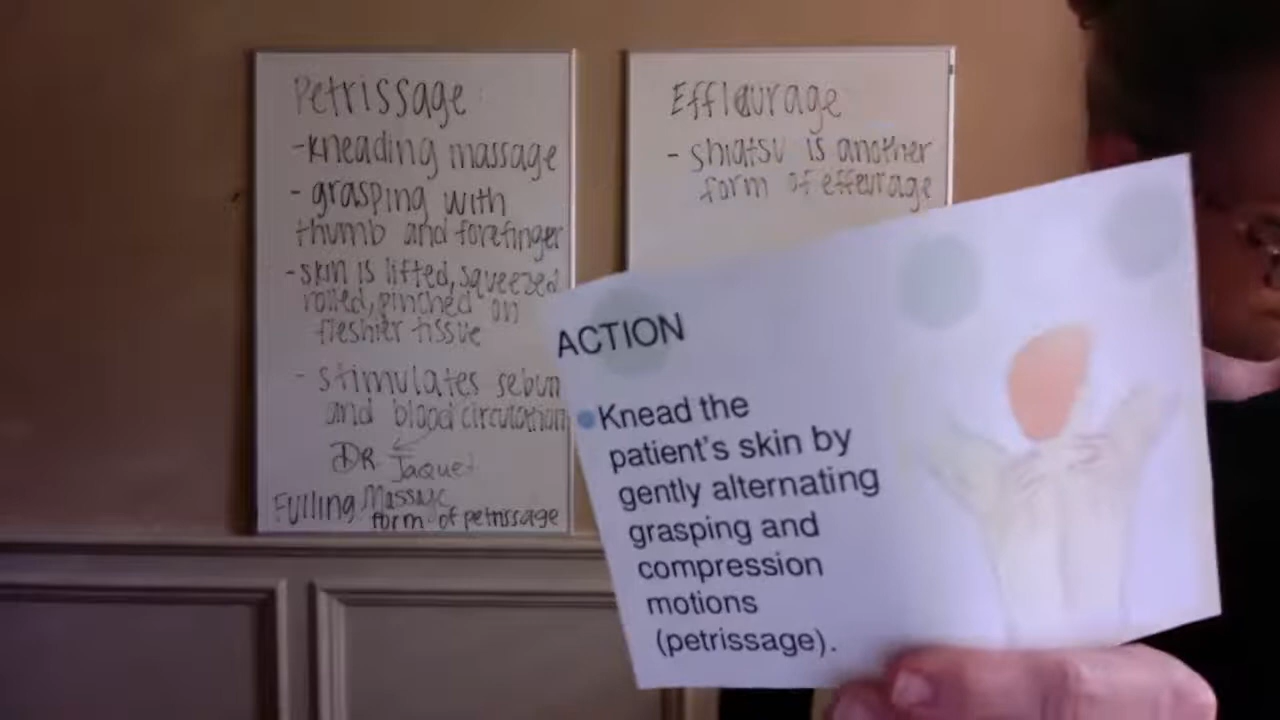 Petrissage
- kneading massage
- grasping with
thumb and forefinger
- skin is lifted, squeezed
rolled, pinched on
fleshier tissue
- stimulates sebum
and blood circulation
DR. Jaquet
Fulling Massage
form of petrissage
Effleurage
- shiatsu is another
form of effeurage
ACTION
Knead the
patient's skin by
gently alternating
grasping and
compression
motions
(petrissage).